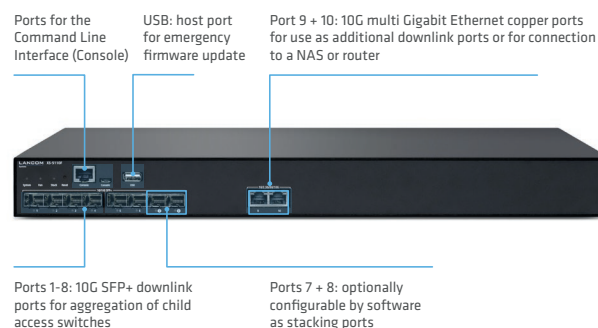 Ports for the
Command Line
Interface (Console)
USB: host port
for emergency
firmware update
Port 9 + 10: 10G multi Gigabit Ethernet copper ports
for use as additional downlink ports or for connection
to a NAS or router
LANCOM
System Fan
Console
Ports 1-8: 10G SFP+ downlink
ports for aggregation of child
access switches
Ports 7 + 8: optionally
configurable by software
as stacking ports